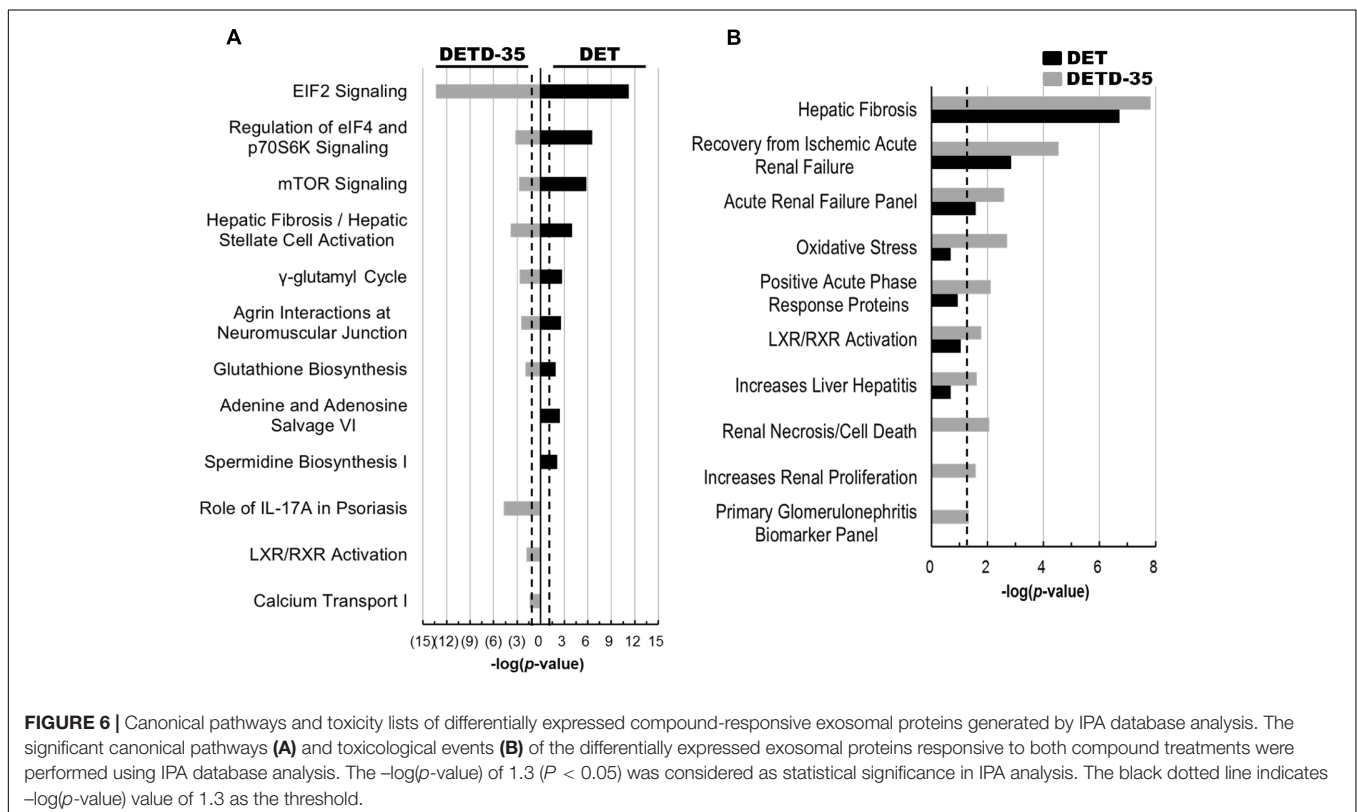 A
DETD-35 DET
EIF2 Signaling
Regulation of eIF4 and
p70S6K Signaling
mTOR Signaling
Hepatic Fibrosis / Hepatic
Stellate Cell Activation
γ-glutamyl Cycle
Agrin Interactions at
Neuromuscular Junction
Glutathione Biosynthesis
Adenine and Adenosine
Salvage VI
Spermidine Biosynthesis I
Role of IL-17A in Psoriasis
LXR/RXR Activation
Calcium Transport I
(15)(12) (9) (6) (3) 0 3 6 9 12 15
-log(p-value)
B
DET
DETD-35
Hepatic Fibrosis
Recovery from Ischemic Acute
Renal Failure
Acute Renal Failure Panel
Oxidative Stress
Positive Acute Phase
Response Proteins
LXR/RXR Activation
Increases Liver Hepatitis
Renal Necrosis/Cell Death
Increases Renal Proliferation
Primary Glomerulonephritis
Biomarker Panel
0 2 4 6 8
-log(p-value)
FIGURE 6 | Canonical pathways and toxicity lists of differentially expressed compound-responsive exosomal proteins generated by IPA database analysis. The
significant canonical pathways (A) and toxicological events (B) of the differentially expressed exosomal proteins responsive to both compound treatments were
performed using IPA database analysis. The –log(p-value) of 1.3 (P < 0.05) was considered as statistical significance in IPA analysis. The black dotted line indicates
–log(p-value) value of 1.3 as the threshold.